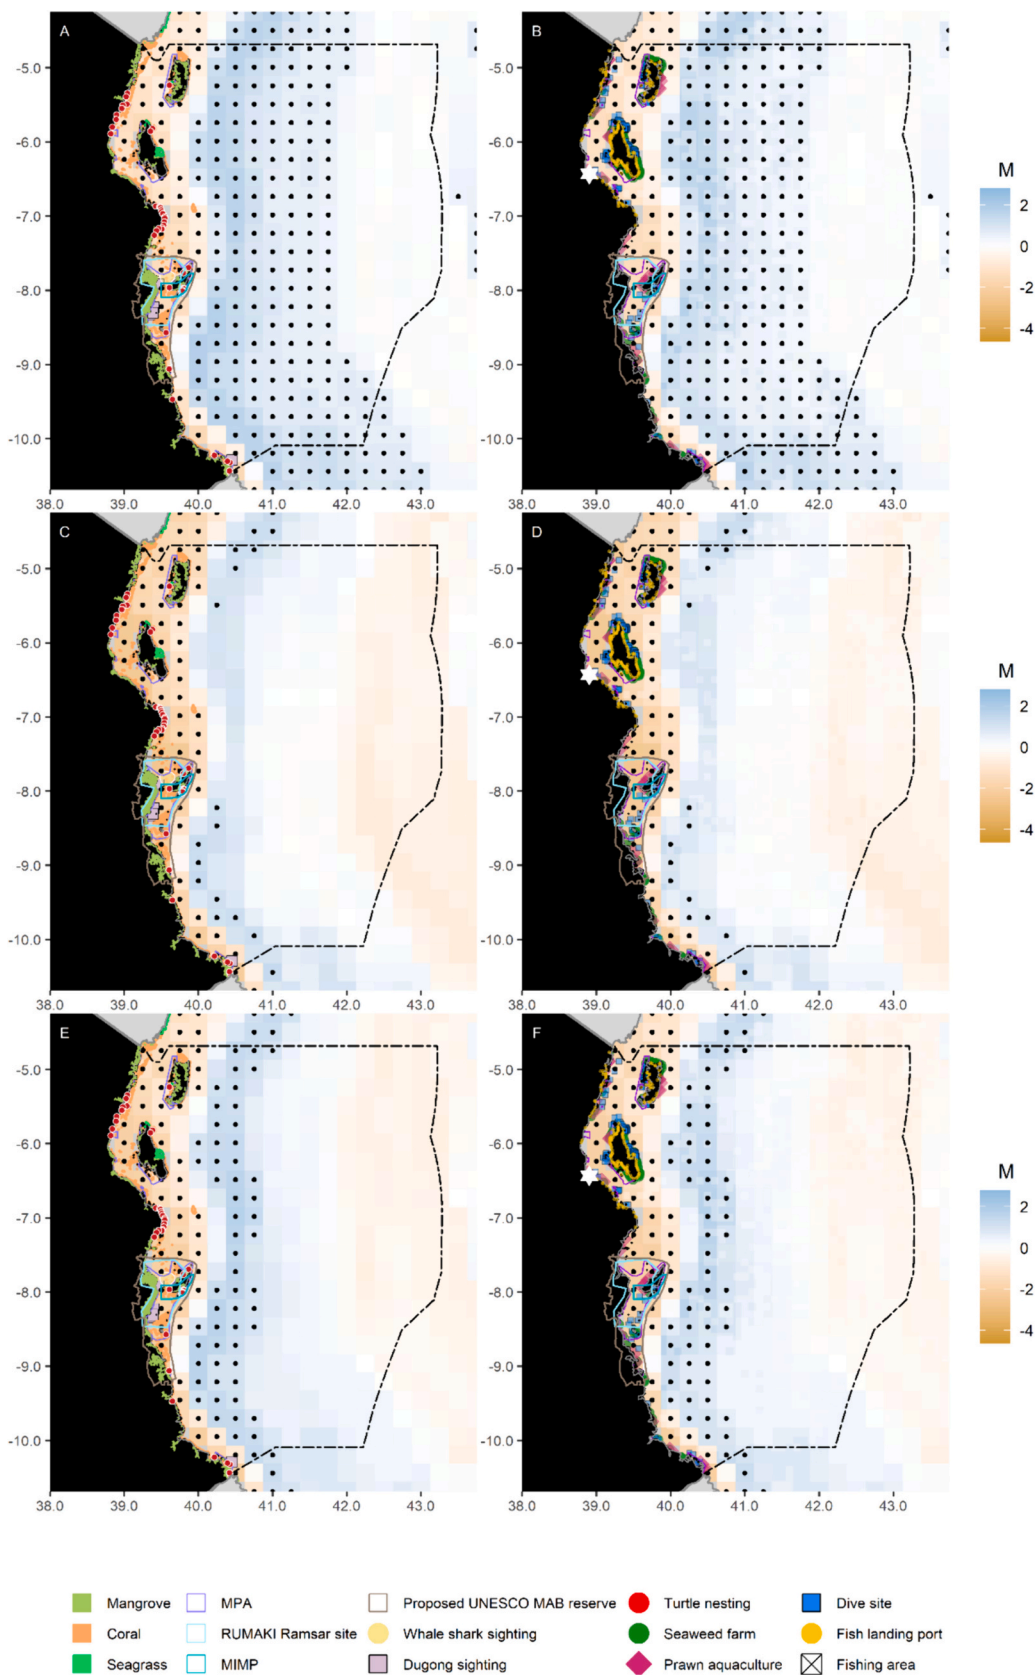 A
B
-5.0
-6.0
-7.0
-8.0
-9.0
-10.0
38.0 39.0 40.0 41.0 42.0 43.0
-5.0
-6.0
-7.0
-8.0
-9.0
-10.0
38.0 39.0 40.0 41.0 42.0 43.0
M
2
0
-2
-4
C
D
-5.0
-6.0
-7.0
-8.0
-9.0
-10.0
38.0 39.0 40.0 41.0 42.0 43.0
-5.0
-6.0
-7.0
-8.0
-9.0
-10.0
38.0 39.0 40.0 41.0 42.0 43.0
M
2
0
-2
-4
E
F
-5.0
-6.0
-7.0
-8.0
-9.0
-10.0
38.0 39.0 40.0 41.0 42.0 43.0
-5.0
-6.0
-7.0
-8.0
-9.0
-10.0
38.0 39.0 40.0 41.0 42.0 43.0
M
2
0
-2
-4
Mangrove MPA Proposed UNESCO MAB reserve Turtle nesting Dive site
Coral RUMAKI Ramsar site Whale shark sighting Seaweed farm Fish landing port
Seagrass MIMP Dugong sighting Prawn aquaculture Fishing area